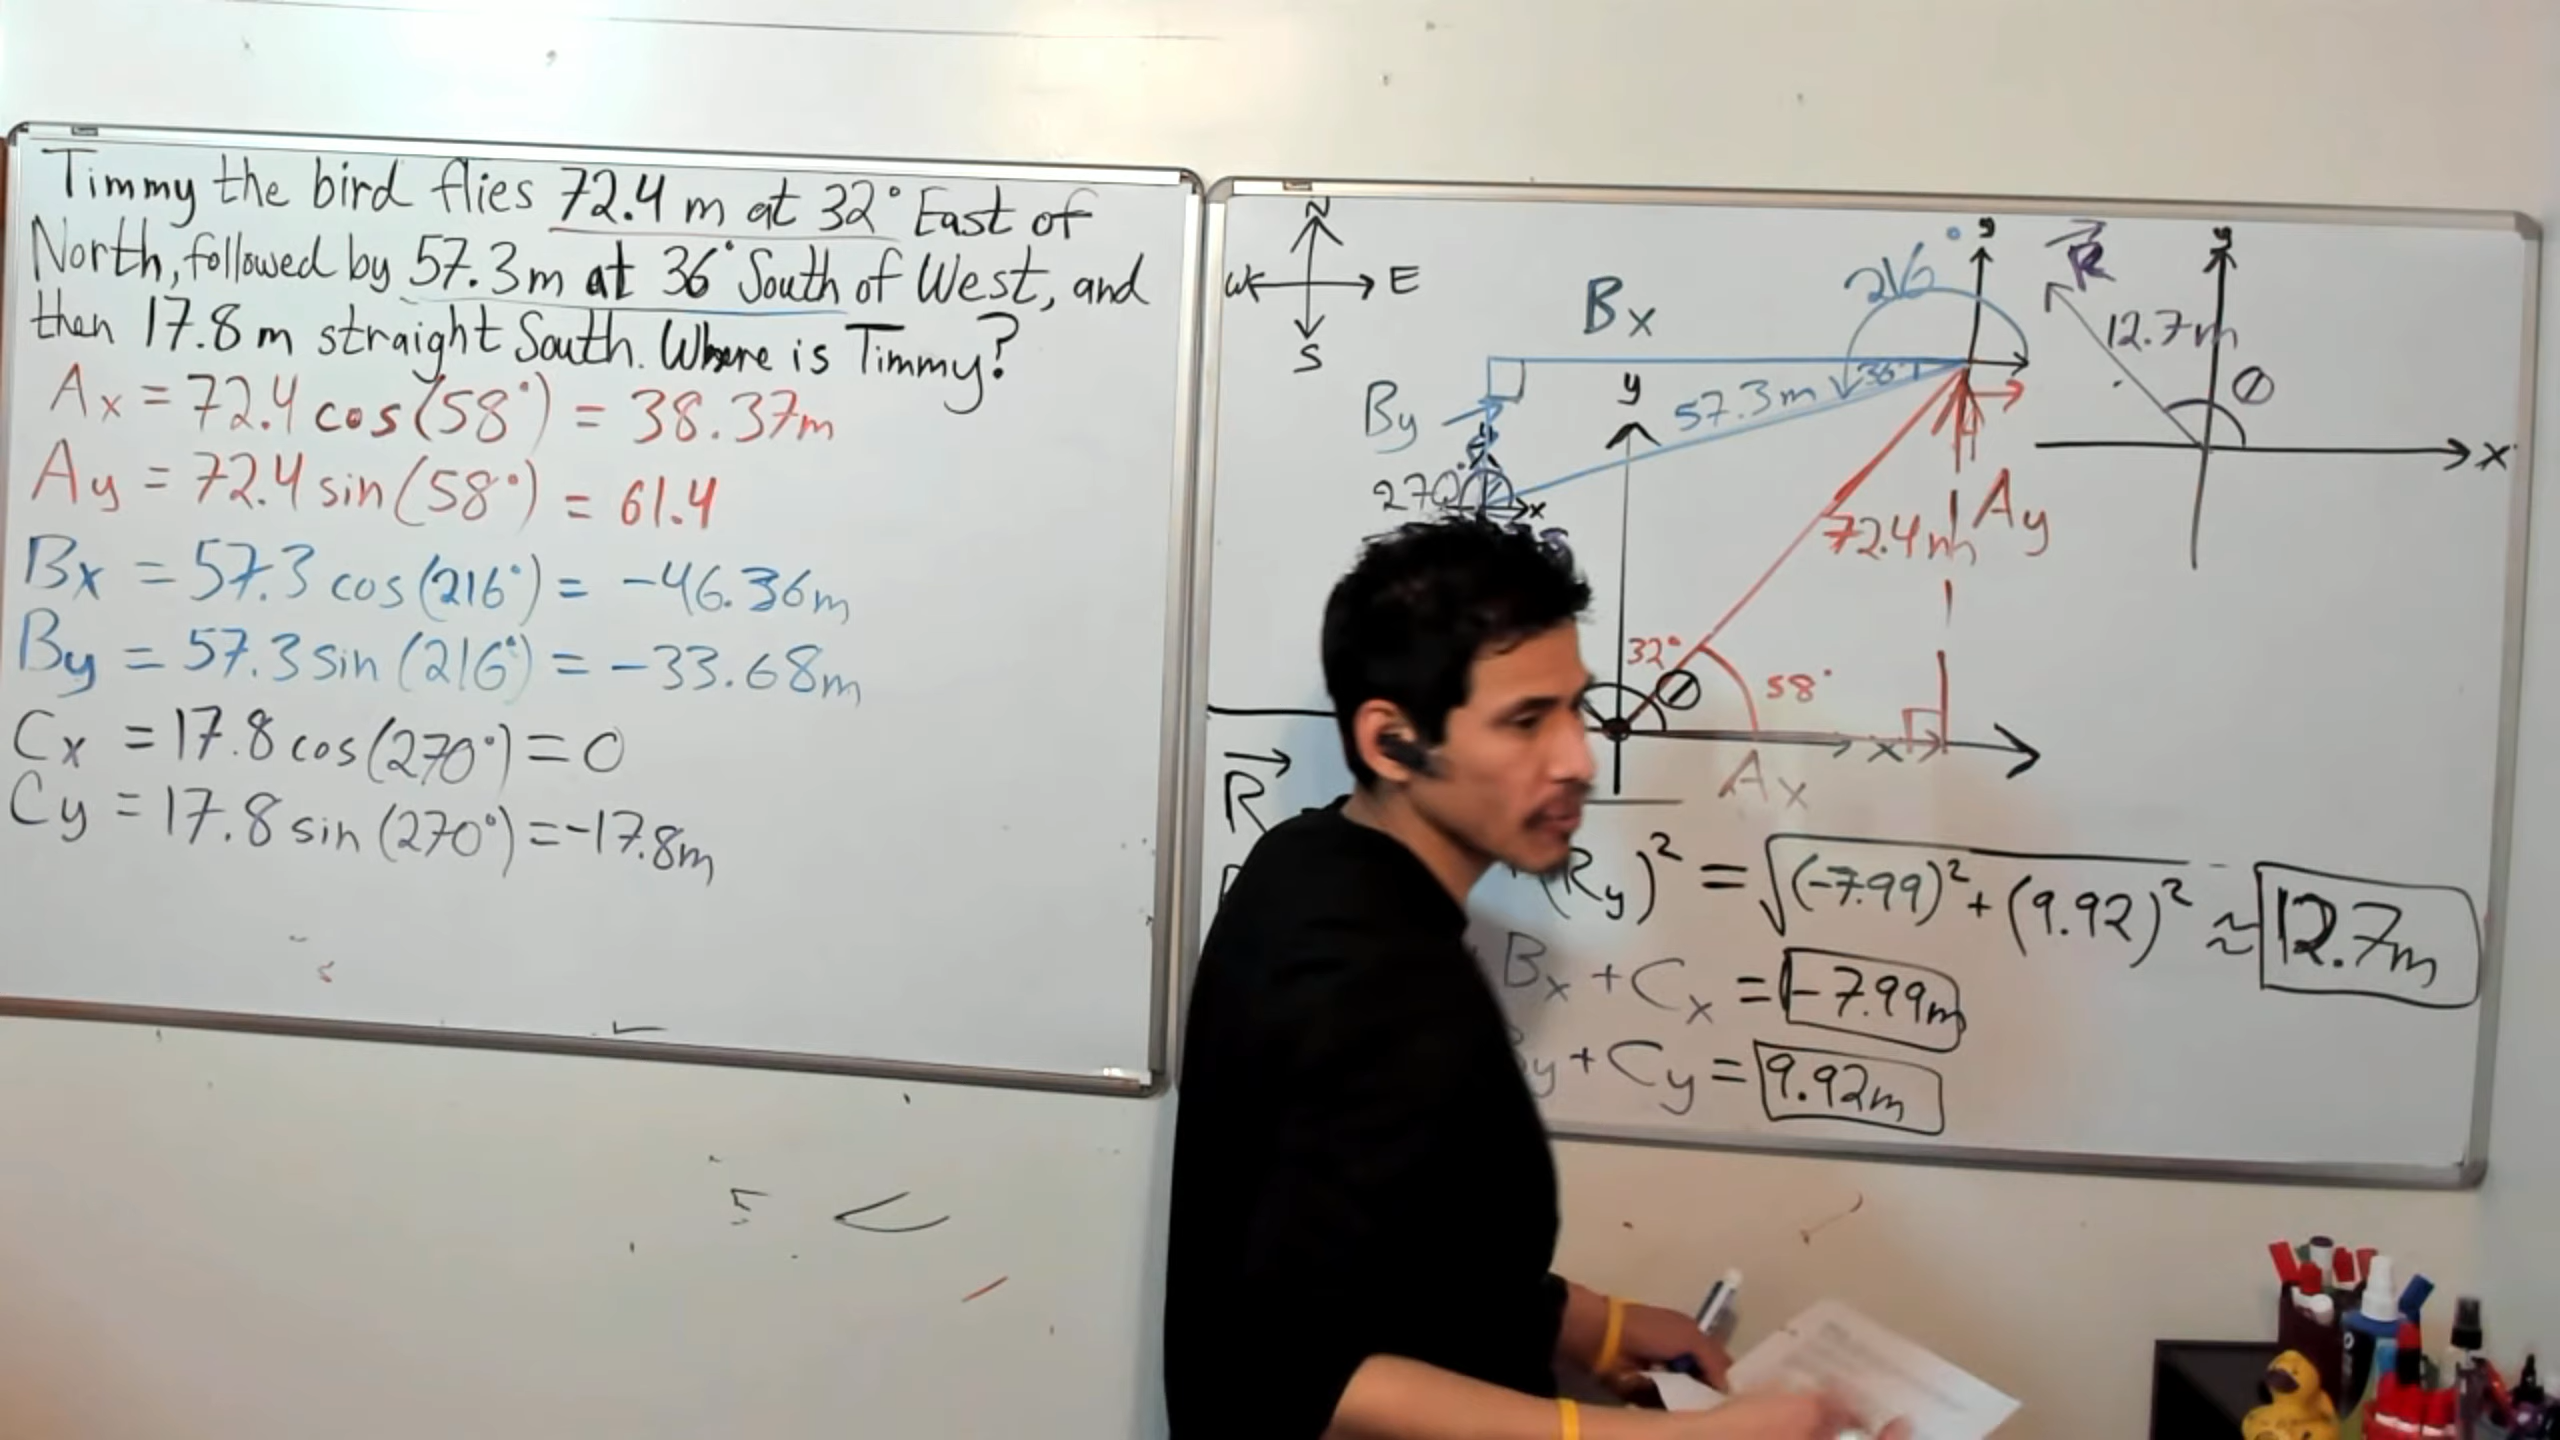 Timmy the bird flies 72.4 m at 32° East of
North, followed by 57.3m at 36° South of West, and
then 17.8 m straight South. Where is Timmy?
Ax = 72.4 cos(58°) = 38.37m
Ay = 72.4 sin(58°) = 61.4
Bx = 57.3 cos(216°) = -46.36m
By = 57.3 sin(216°) = -33.68m
Cx = 17.8 cos(270°) = 0
Cy = 17.8 sin(270°) = -17.8m
N
W E
S
Bx
216°
y
36°
57.3m
By
y
270°
x
72.4m
Ay
32°
θ
58°
x
Ax
R
y
12.7m
θ
x
R
Ry)² = √(-7.99)² + (9.92)² ≈ 12.7m
Bx + Cx = -7.99m
y + Cy = 9.92m
5